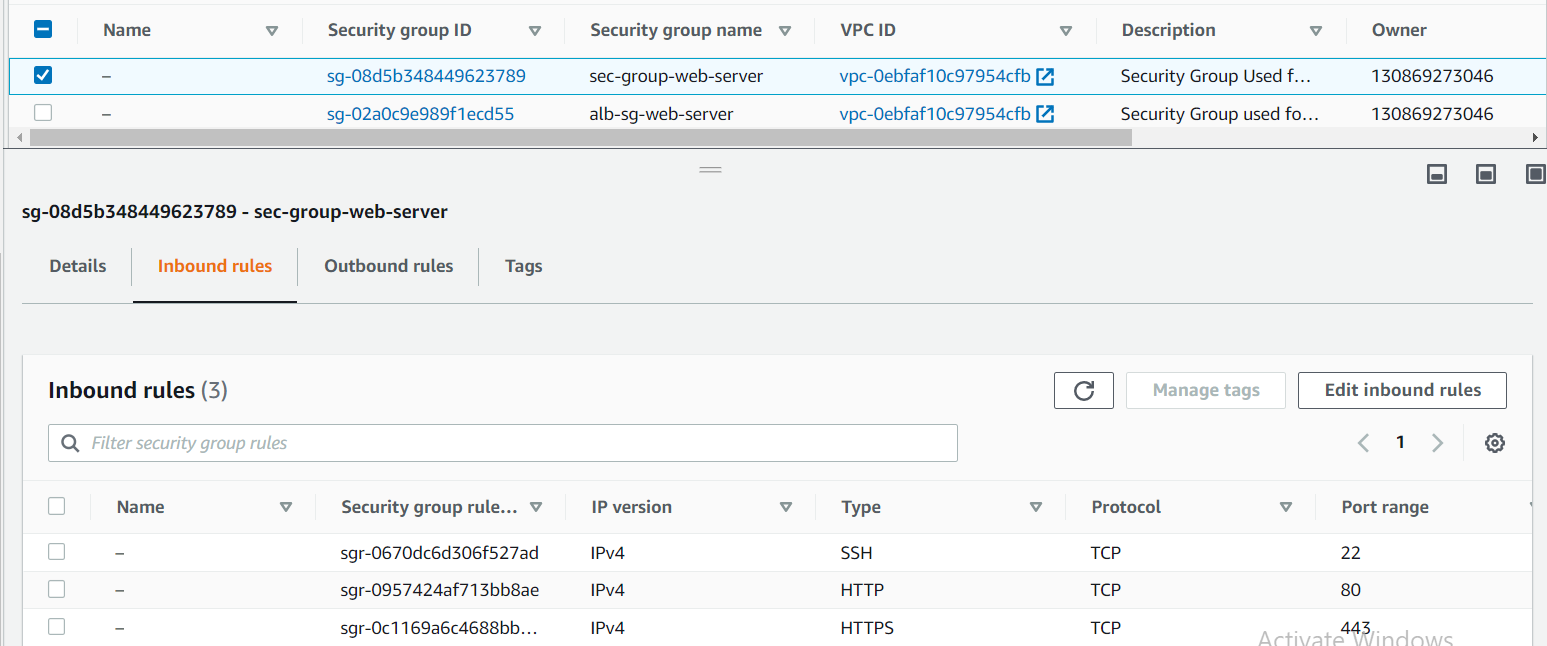 Name Security group ID Security group name VPC ID Description Owner
– sg-08d5b348449623789 sec-group-web-server vpc-0ebfaf10c97954cfb Security Group Used f... 130869273046
– sg-02a0c9e989f1ecd55 alb-sg-web-server vpc-0ebfaf10c97954cfb Security Group used fo... 130869273046
sg-08d5b348449623789 - sec-group-web-server
Details Inbound rules Outbound rules Tags
Inbound rules (3) Manage tags Edit inbound rules
Filter security group rules 1
Name Security group rule... IP version Type Protocol Port range
– sgr-0670dc6d306f527ad IPv4 SSH TCP 22
– sgr-0957424af713bb8ae IPv4 HTTP TCP 80
– sgr-0c1169a6c4688bb... IPv4 HTTPS TCP 443
Activate Windows